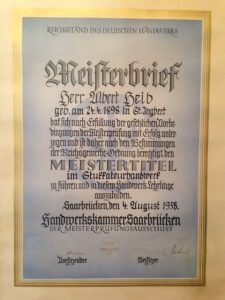 REICHSSTAND DES DEUTSCHEN HANDWERKS
Meisterbrief
Herr Albert Heib
geb. am 24.4.1898 in St. Ingbert
hat sich nach Erfüllung der gesetzlichen Vorbe-
dingungen der Meisterprüfung mit Erfolg unter-
zogen und ist daher nach den Bestimmungen
der Reichsgewerbe-Ordnung berechtigt, den
MEISTERTITEL
im Stukkateurhandwerk
zu führen und in diesem Handwerk Lehrlinge
auszubilden.
Saarbrücken, den 4. August 1938.
Handwerkskammer Saarbrücken
DER MEISTERPRÜFUNGSAUSSCHUSS
Vorsitzender
Beisitzer